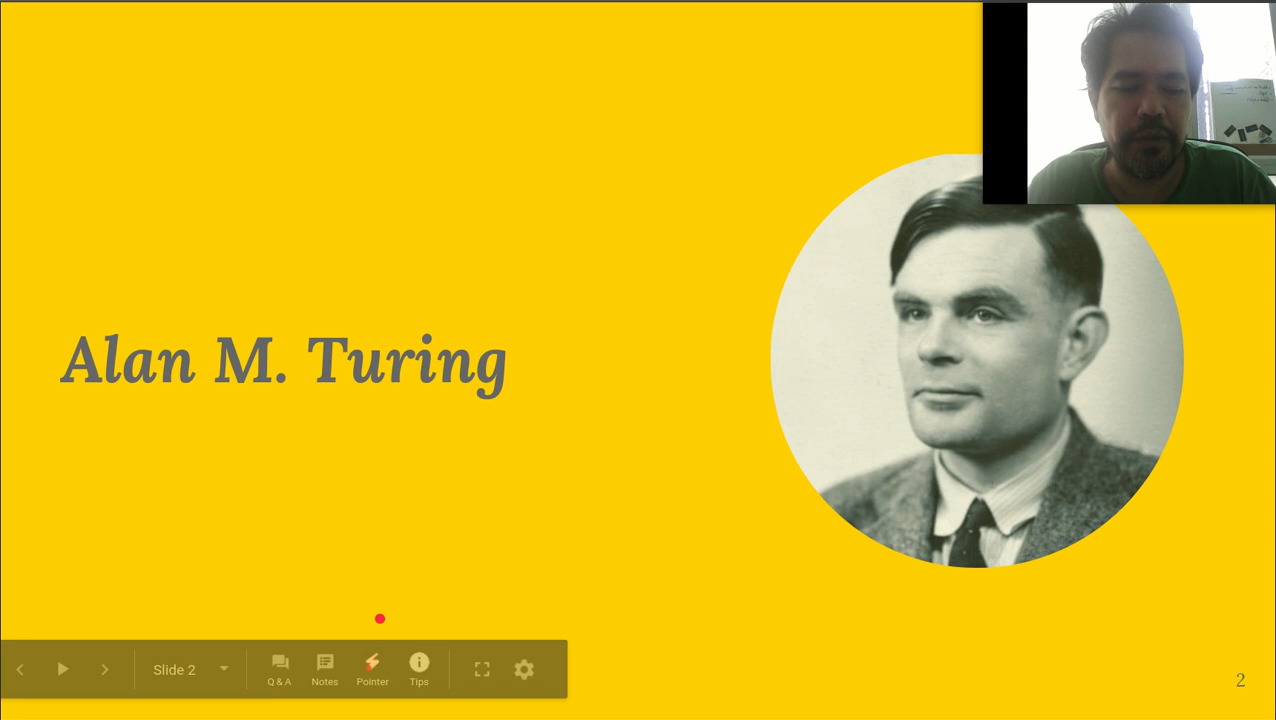 Alan M. Turing
Slide 2
Q & A
Notes
Pointer
Tips
2